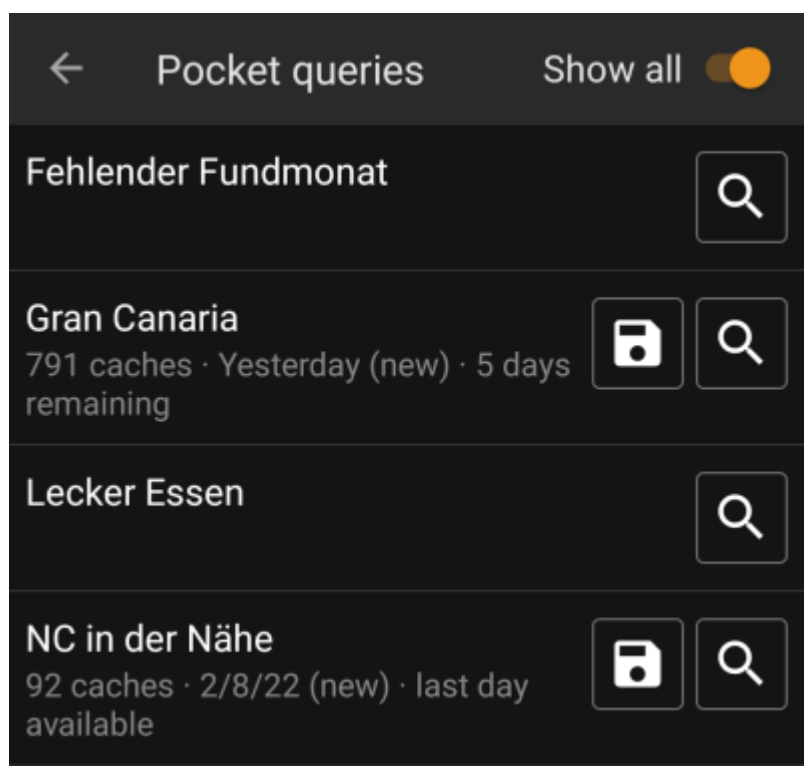 Pocket queries Show all
Fehlender Fundmonat
Gran Canaria
791 caches · Yesterday (new) · 5 days
remaining
Lecker Essen
NC in der Nähe
92 caches · 2/8/22 (new) · last day
available